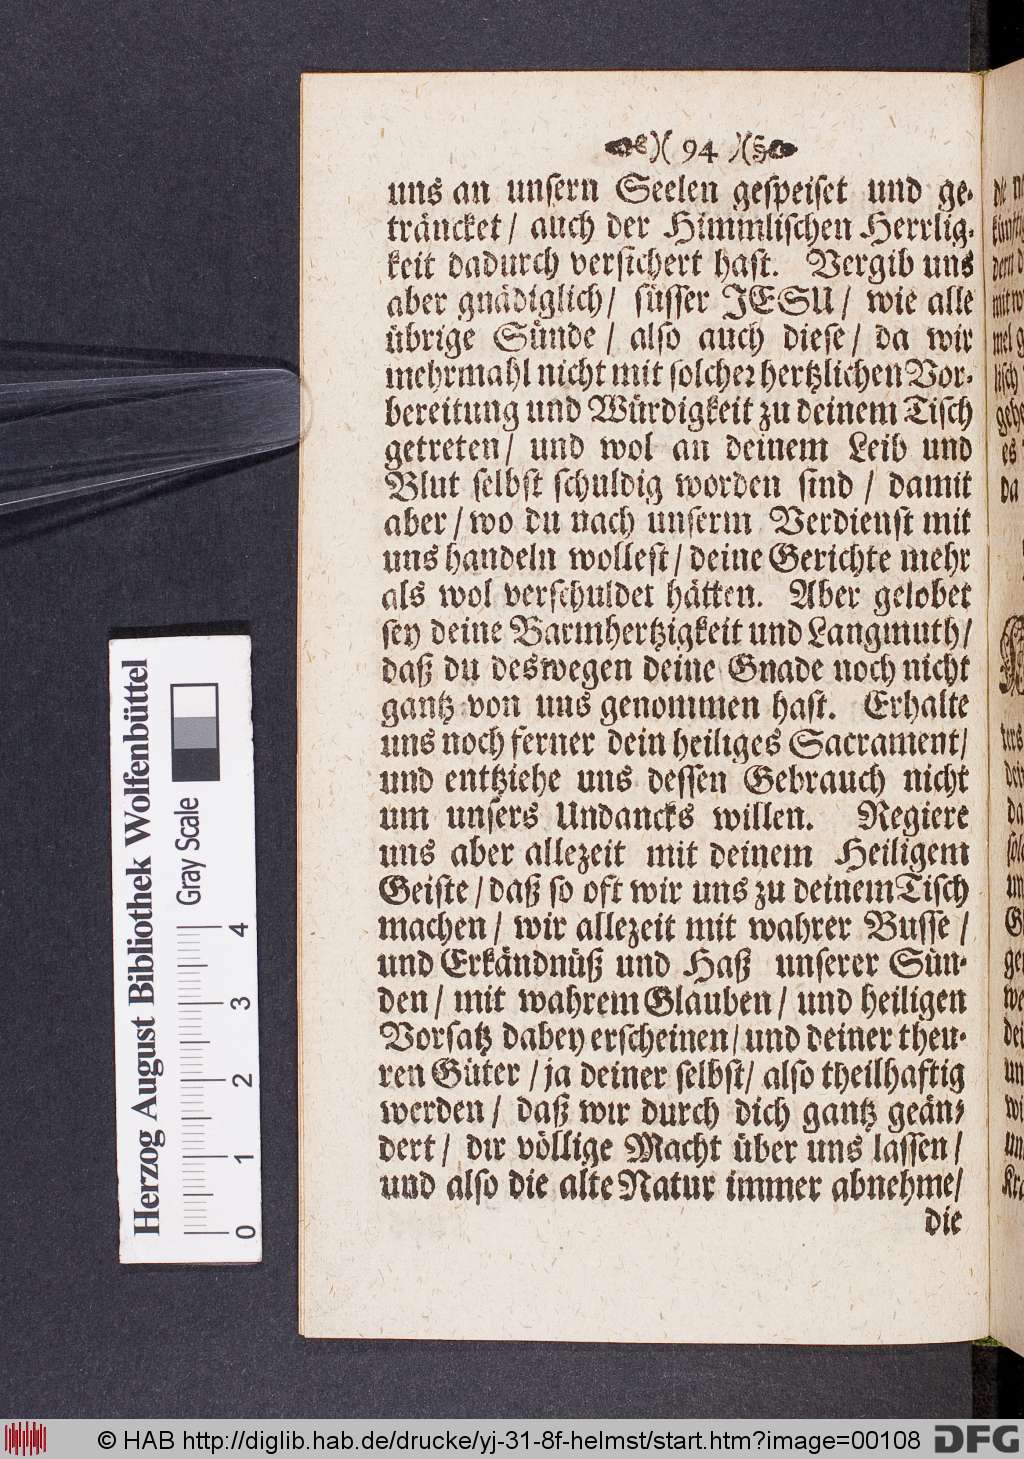 )( 94 )(
uns an unsern Seelen gespeiset und ge-
träncket / auch der Himmlischen Herrlig-
keit dadurch versichert hast. Vergib uns
aber gnädiglich / süsser JESU / wie alle
übrige Sünde / also auch diese / da wir
mehrmahl nicht mit solcher hertzlichen Vor-
bereitung und Würdigkeit zu deinem Tisch
getreten / und wol an deinem Leib und
Blut selbst schuldig worden sind / damit
aber / wo du nach unserm Verdienst mit
uns handeln wollest / deine Gerichte mehr
als wol verschuldet hätten. Aber gelobet
sey deine Barmhertzigkeit und Langmuth /
daß du deswegen deine Gnade noch nicht
gantz von uns genommen hast. Erhalte
uns noch ferner dein heiliges Sacrament /
und entziehe uns dessen Gebrauch nicht
um unsers Undancks willen. Regiere
uns aber allezeit mit deinem Heiligem
Geiste / daß so oft wir uns zu deinem Tisch
machen / wir allezeit mit wahrer Busse /
und Erkändnüß und Haß unserer Sün-
den / mit wahrem Glauben / und heiligen
Vorsatz dabey erscheinen / und deiner theu-
ren Güter / ja deiner selbst / also theilhaftig
werden / daß wir durch dich gantz geän-
dert / dir völlige Macht über uns lassen /
und also die alte Natur immer abnehme /
die
Herzog August Bibliothek Wolfenbüttel
Gray Scale
0 1 2 3 4
© HAB http://diglib.hab.de/drucke/yj-31-8f-helmst/start.htm?image=00108
DFG